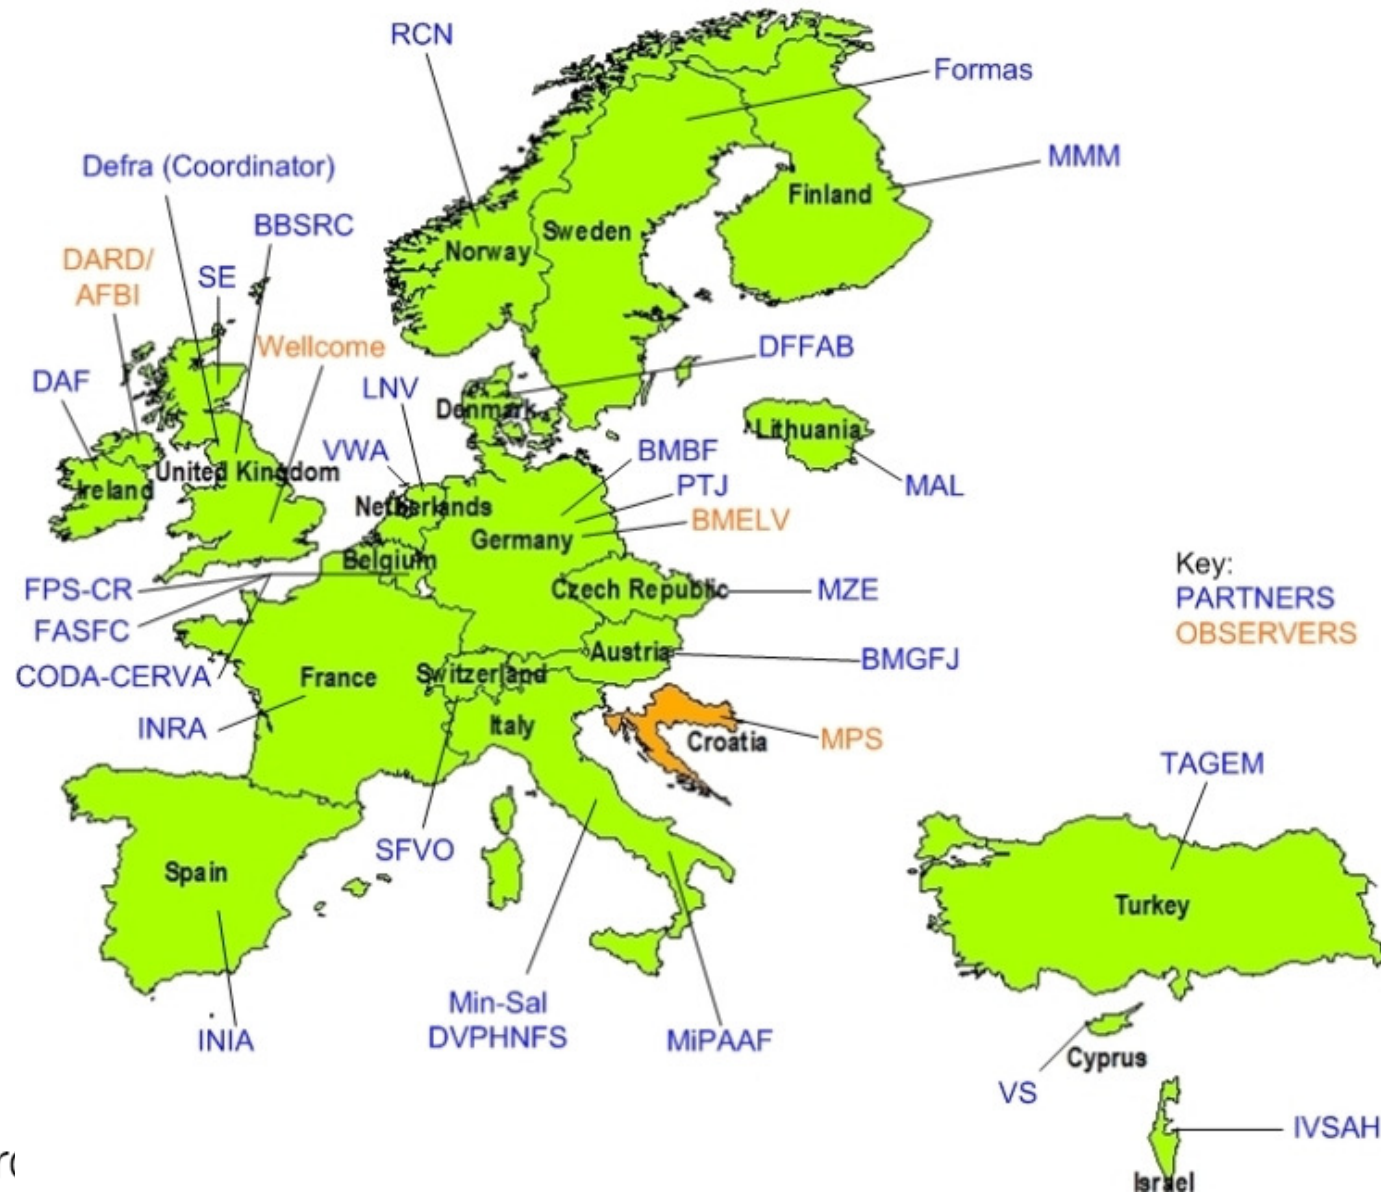 RCN
Formas
MMM
Defra (Coordinator)
BBSRC
DARD/
AFBI
SE
Finland
Sweden
Norway
Wellcome
DFFAB
DAF
LNV
Denmark
Lithuania
VWA
BMBF
United Kingdom
PTJ
MAL
Ireland
Netherlands
BMELV
Germany
Belgium
Key:
FPS-CR
Czech Republic
MZE
PARTNERS
FASFC
OBSERVERS
Austria
BMGFJ
CODA-CERVA
France
Switzerland
INRA
Italy
Croatia
MPS
TAGEM
SFVO
Spain
Turkey
Min-Sal
DVPHNFS
INIA
MiPAAF
Cyprus
VS
IVSAH
Israel